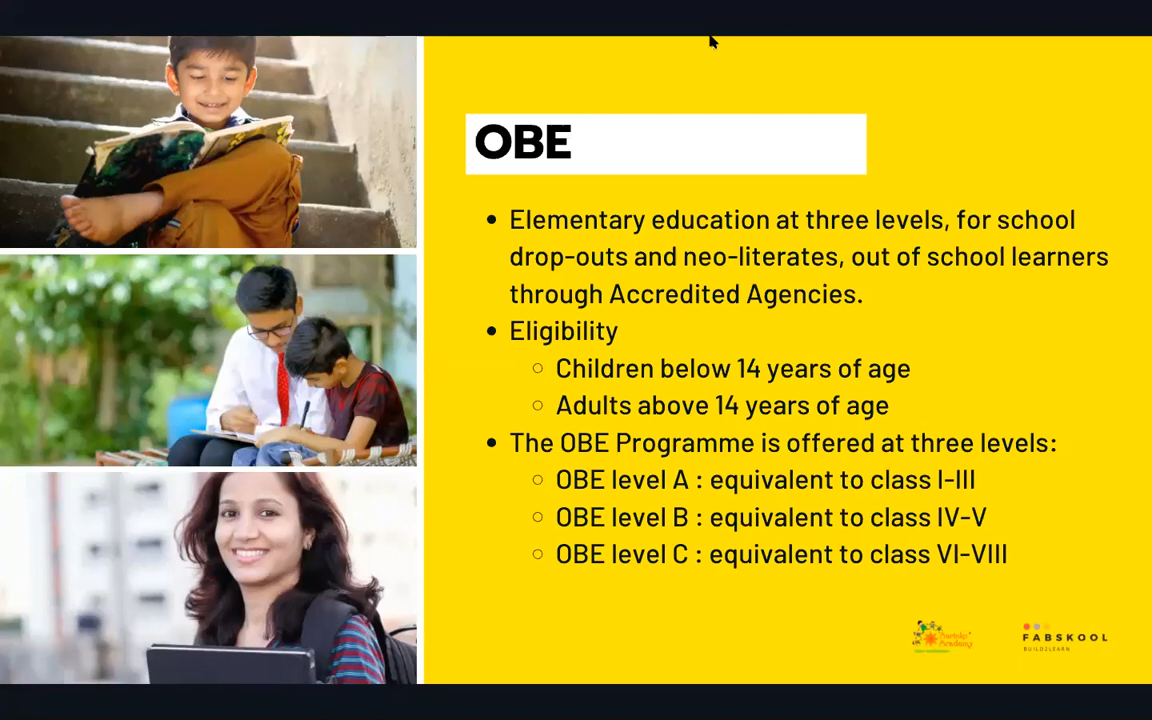 OBE
Elementary education at three levels, for school
drop-outs and neo-literates, out of school learners
through Accredited Agencies.
Eligibility
Children below 14 years of age
Adults above 14 years of age
The OBE Programme is offered at three levels:
OBE level A : equivalent to class I-III
OBE level B : equivalent to class IV-V
OBE level C : equivalent to class VI-VIII
Academy
FABSKOOL
BUILD2LEARN